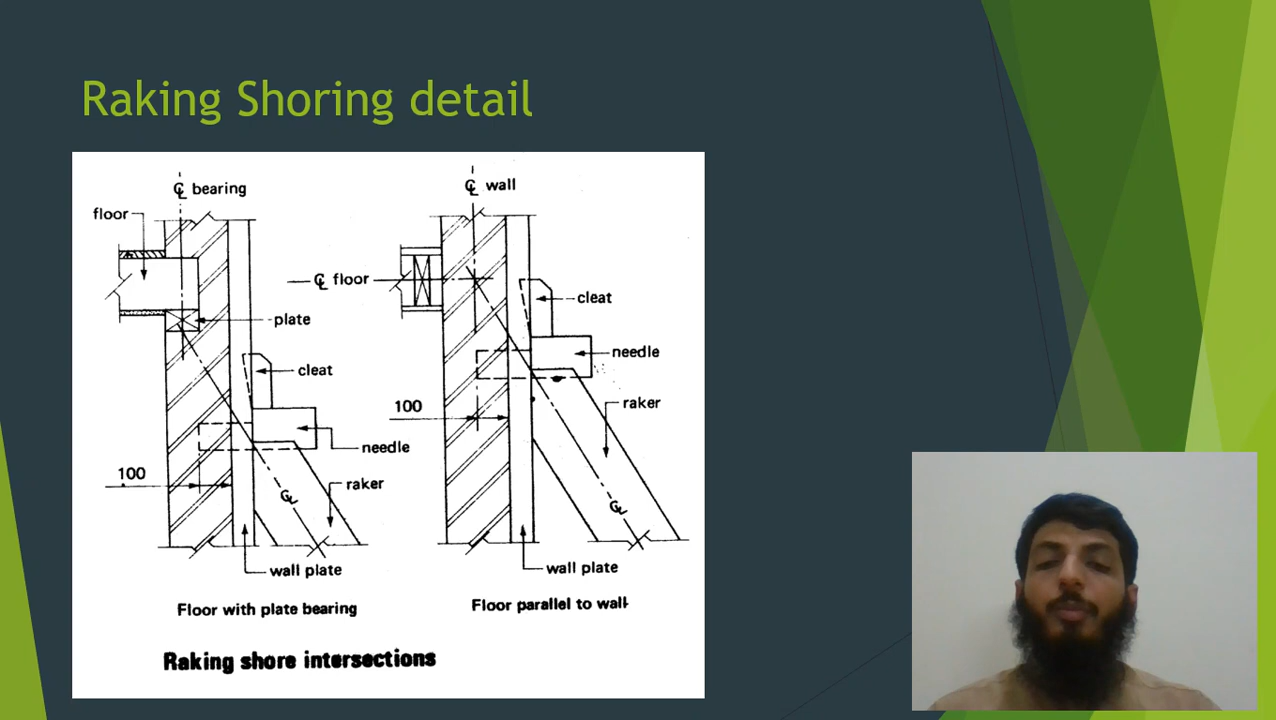 Raking Shoring detail
℄ bearing
floor
plate
cleat
needle
100
raker
℄
wall plate
Floor with plate bearing
℄ wall
℄ floor
cleat
needle
100
raker
℄
wall plate
Floor parallel to wall
Raking shore intersections